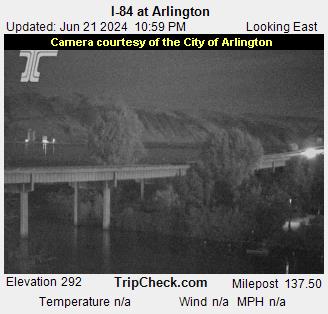 I-84 at Arlington
Updated: Jun 21 2024 10:59 PM Looking East
Camera courtesy of the City of Arlington
Elevation 292 TripCheck.com Milepost 137.50
Temperature n/a Wind n/a MPH n/a